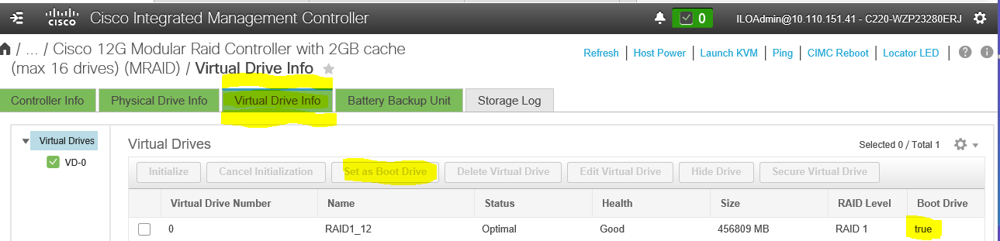 cisco Cisco Integrated Management Controller 0 ILOAdmin@10.110.151.41 - C220-WZP23280ERJ
/ ... / Cisco 12G Modular Raid Controller with 2GB cache
(max 16 drives) (MRAID) / Virtual Drive Info
Refresh | Host Power | Launch KVM | Ping | CIMC Reboot | Locator LED | ? i
Controller Info Physical Drive Info Virtual Drive Info Battery Backup Unit Storage Log
Virtual Drives
VD-0
Virtual Drives Selected 0 / Total 1
Initialize Cancel Initialization Set as Boot Drive Delete Virtual Drive Edit Virtual Drive Hide Drive Secure Virtual Drive
Virtual Drive Number Name Status Health Size RAID Level Boot Drive
0 RAID1_12 Optimal Good 456809 MB RAID 1 true